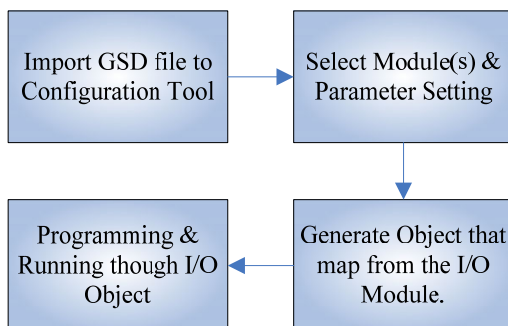 Import GSD file to
Configuration Tool
Select Module(s) &
Parameter Setting
Generate Object that
map from the I/O
Module.
Programming &
Running though I/O
Object